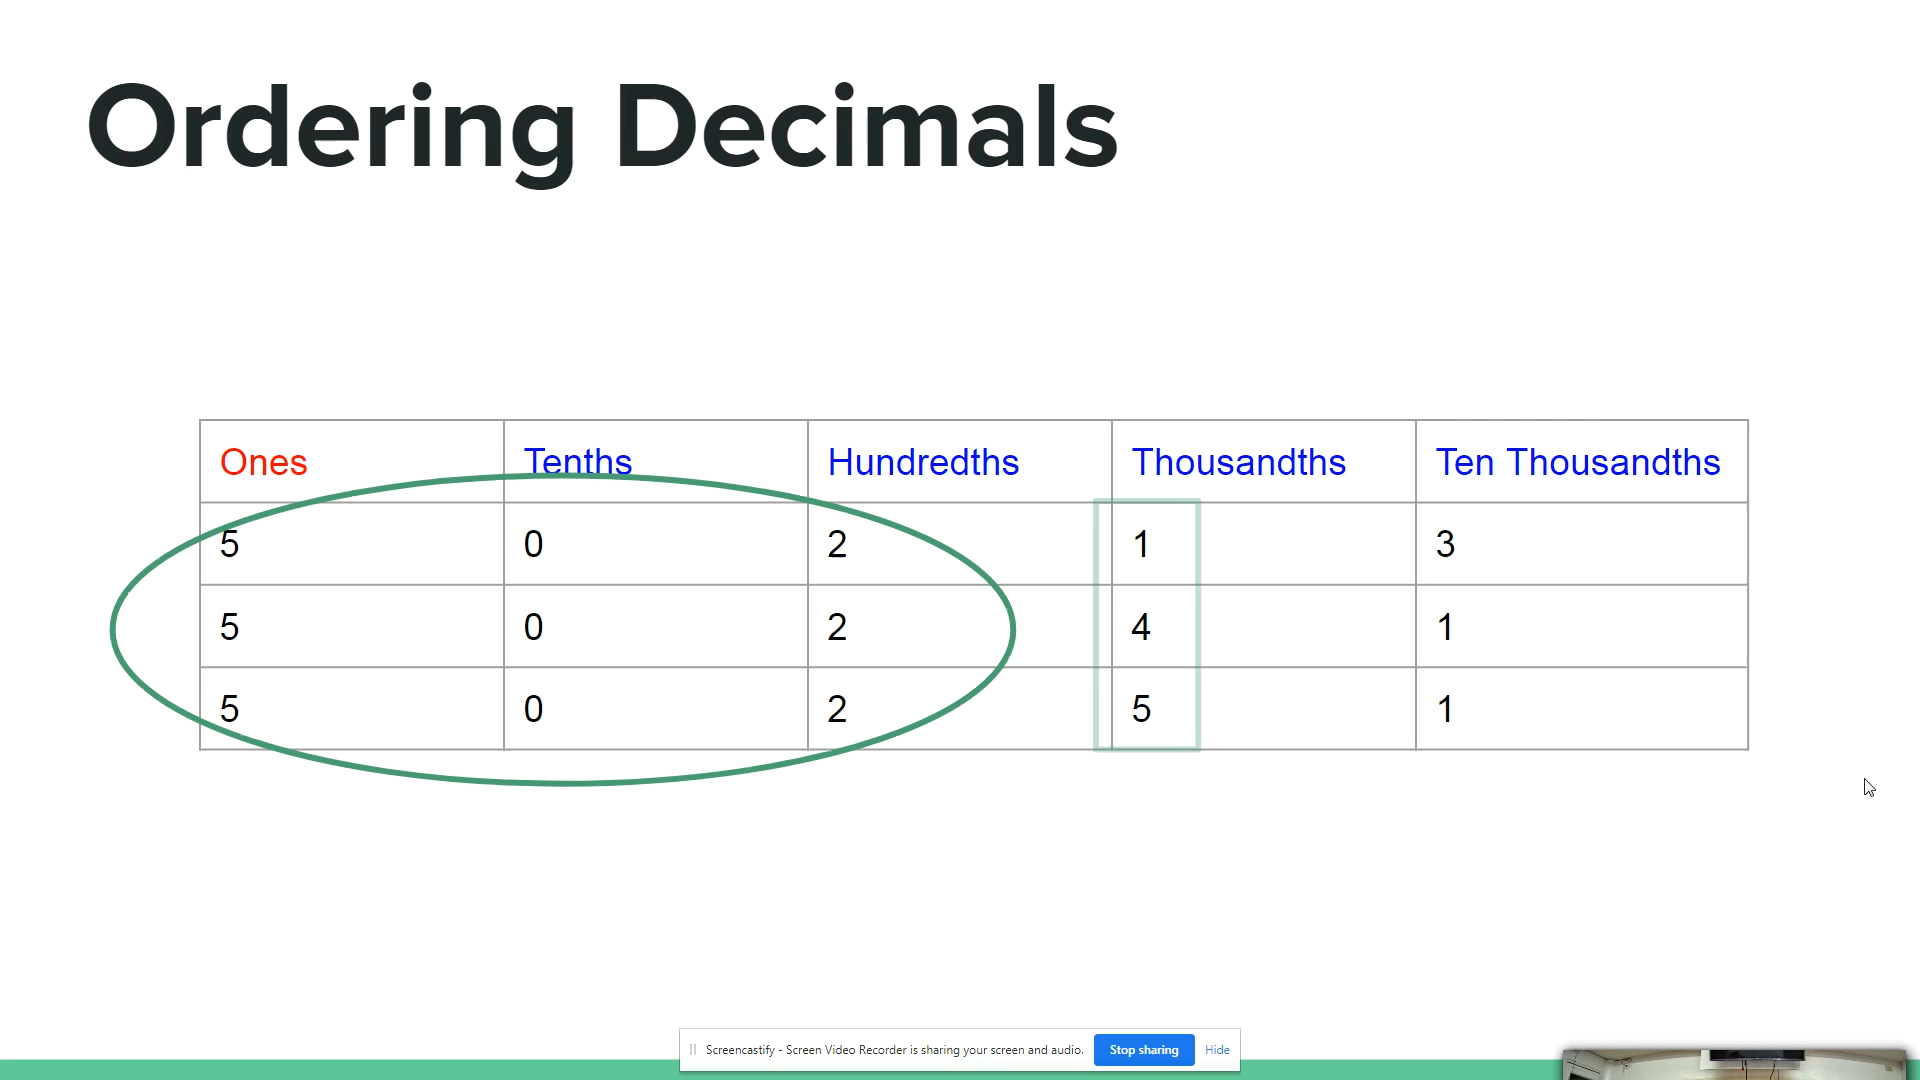 Ordering Decimals
Ones Tenths Hundredths Thousandths Ten Thousandths
5 0 2 1 3
5 0 2 4 1
5 0 2 5 1
Screencastify - Screen Video Recorder is sharing your screen and audio. Stop sharing Hide